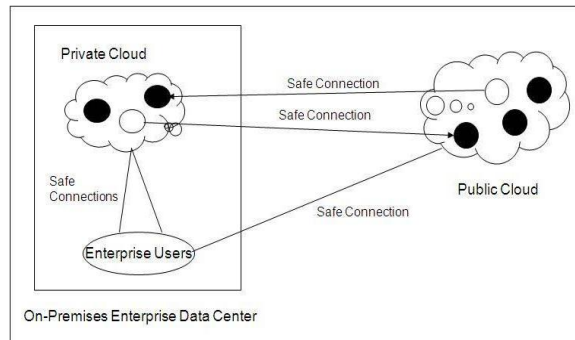 Private Cloud
Safe Connection
Safe Connection
Safe
Connections
Public Cloud
Safe Connection
Enterprise Users
On-Premises Enterprise Data Center